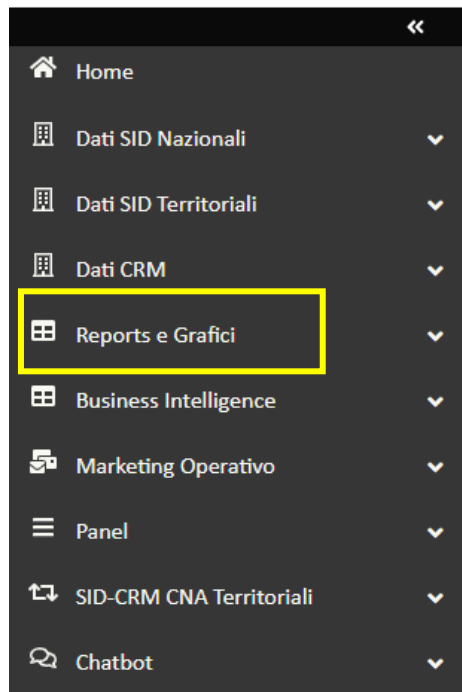 Home
Dati SID Nazionali
Dati SID Territoriali
Dati CRM
Reports e Grafici
Business Intelligence
Marketing Operativo
Panel
SID-CRM CNA Territoriali
Chatbot